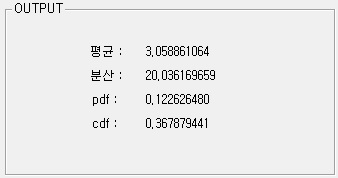 OUTPUT
평균 : 3,058861064
분산 : 20,036169659
pdf : 0,122626480
cdf : 0,367879441